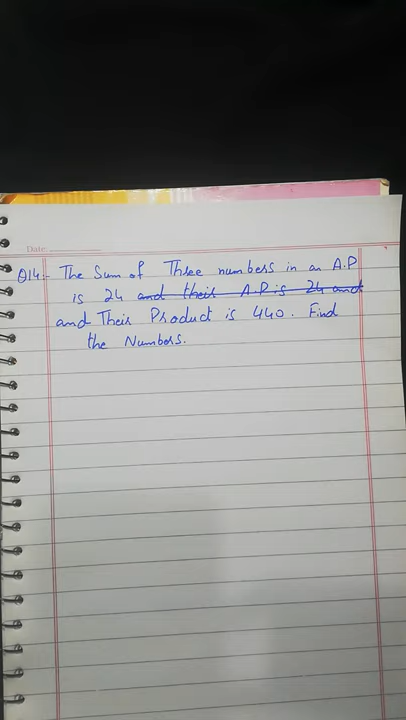 Date
Q14:- The Sum of Three numbers in an A.P
is 24 and their A.P is 24 and
and Their Product is 440. Find
the Numbers.